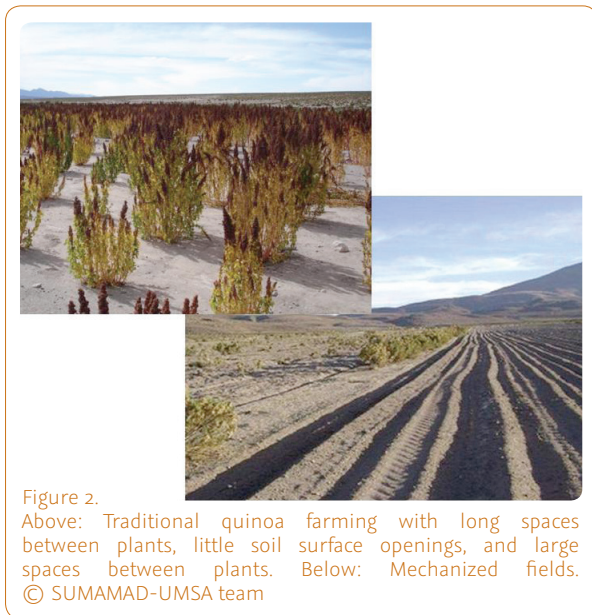 Figure 2.
Above: Traditional quinoa farming with long spaces
between plants, little soil surface openings, and large
spaces between plants. Below: Mechanized fields.
© SUMAMAD-UMSA team